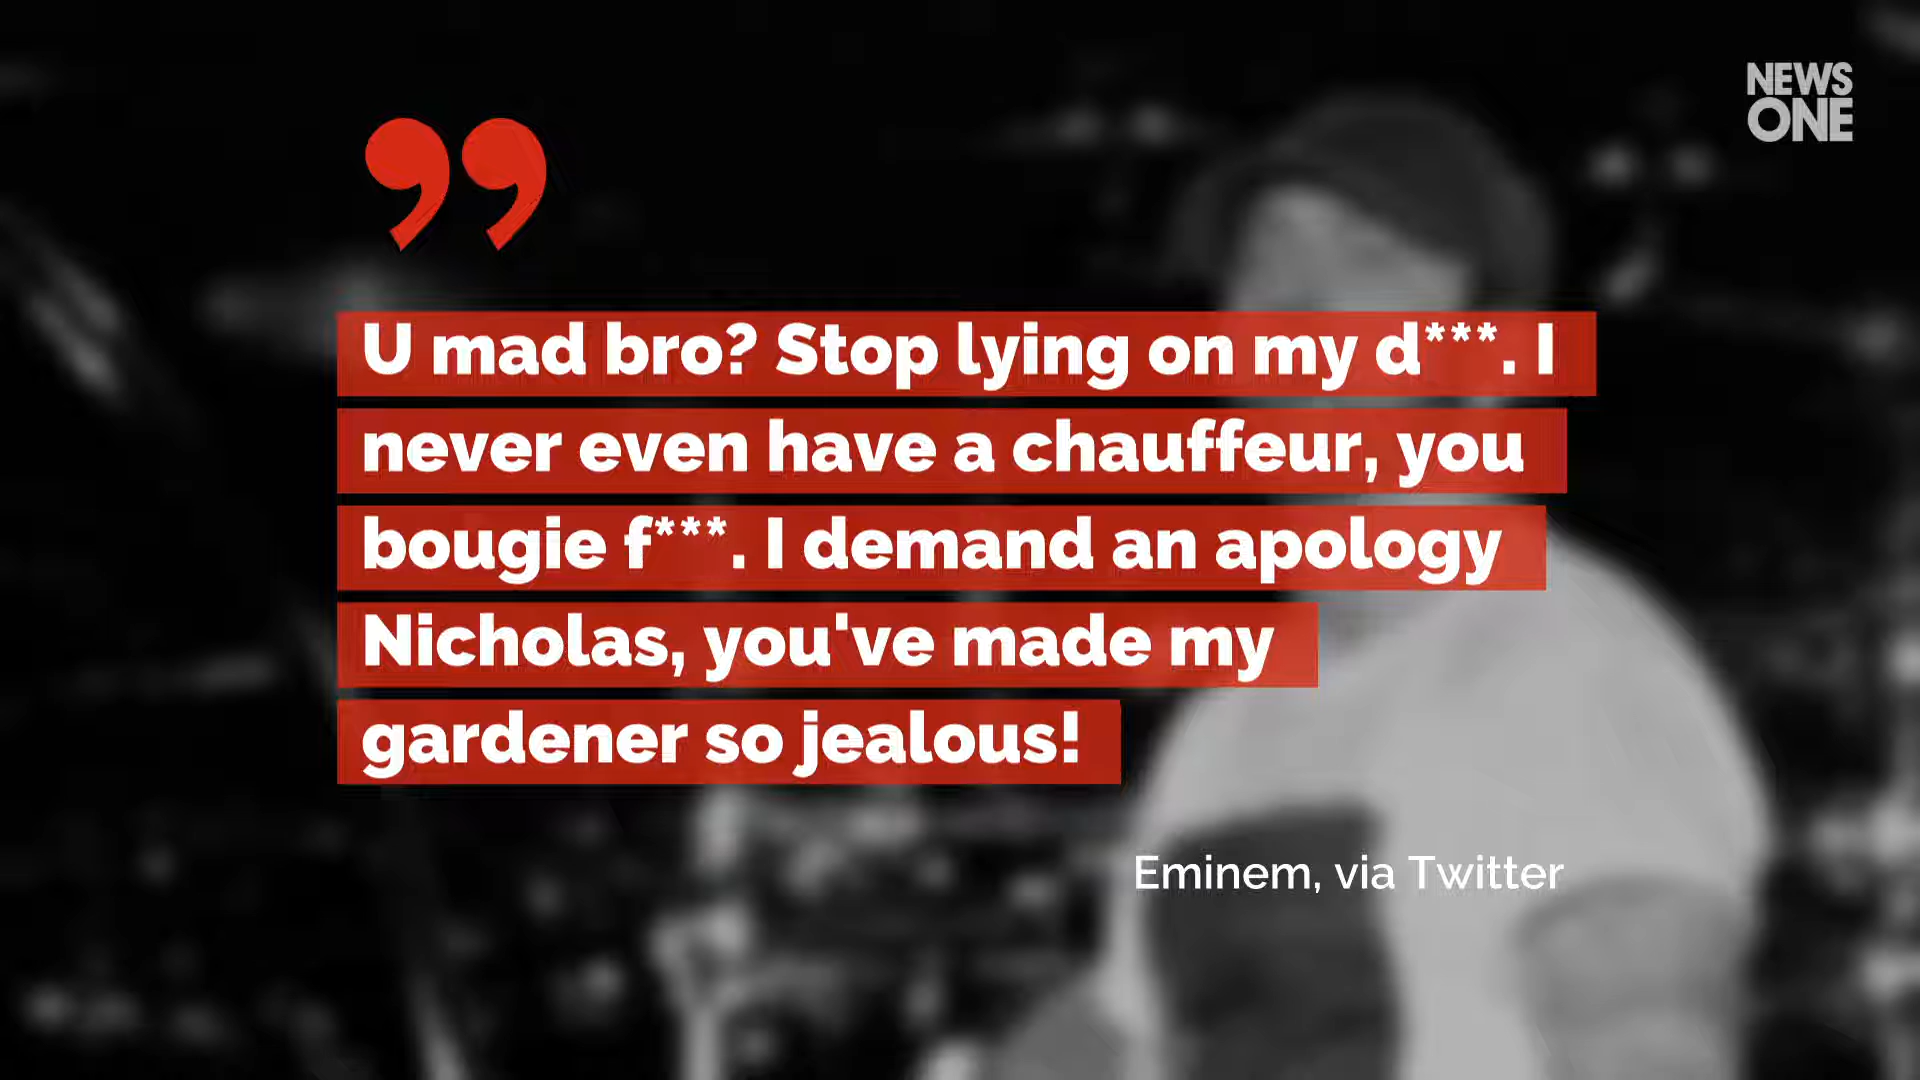 NEWS
ONE
”
U mad bro? Stop lying on my d***. I
never even have a chauffeur, you
bougie f***. I demand an apology
Nicholas, you've made my
gardener so jealous!
Eminem, via Twitter